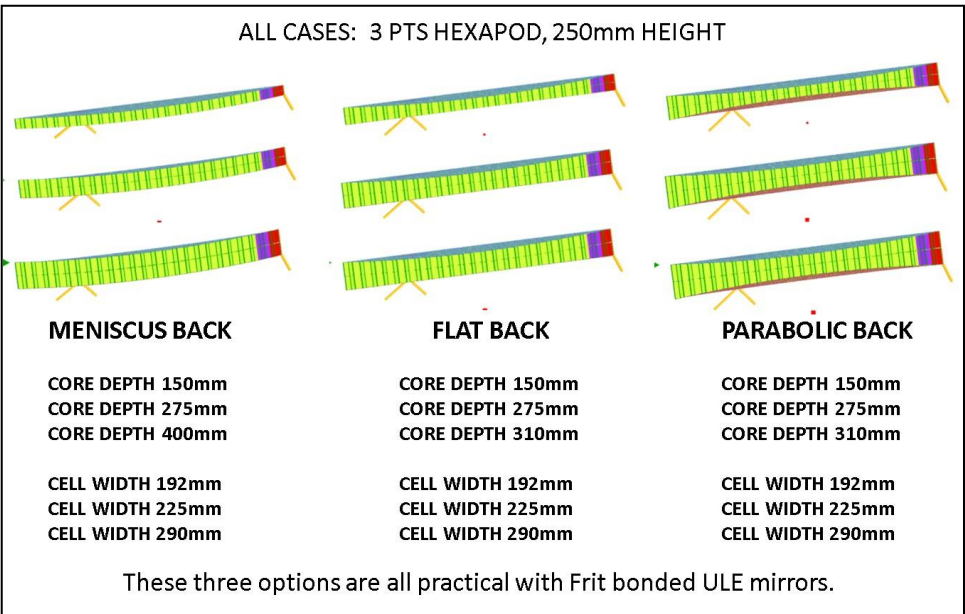 ALL CASES: 3 PTS HEXAPOD, 250mm HEIGHT
MENISCUS BACK
CORE DEPTH 150mm
CORE DEPTH 275mm
CORE DEPTH 400mm
CELL WIDTH 192mm
CELL WIDTH 225mm
CELL WIDTH 290mm
FLAT BACK
CORE DEPTH 150mm
CORE DEPTH 275mm
CORE DEPTH 310mm
CELL WIDTH 192mm
CELL WIDTH 225mm
CELL WIDTH 290mm
PARABOLIC BACK
CORE DEPTH 150mm
CORE DEPTH 275mm
CORE DEPTH 310mm
CELL WIDTH 192mm
CELL WIDTH 225mm
CELL WIDTH 290mm
These three options are all practical with Frit bonded ULE mirrors.